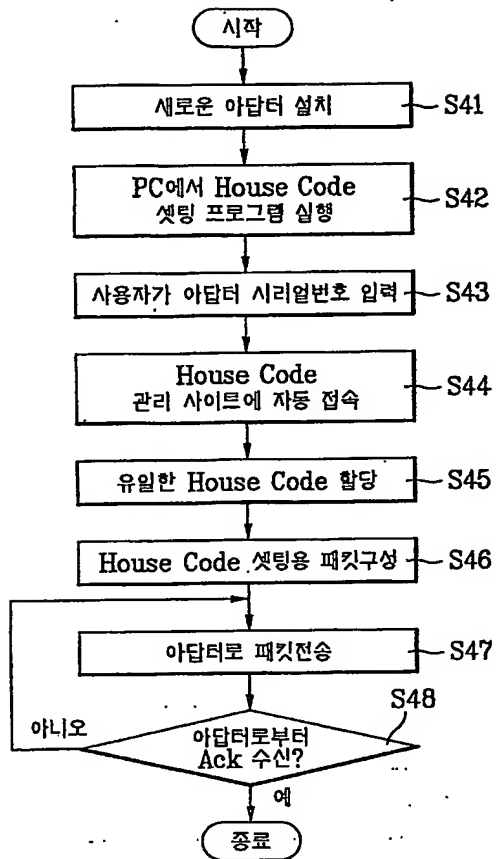 시작
새로운 아답터 설치
S41
PC에서 House Code
셋팅 프로그램 실행
S42
사용자가 아답터 시리얼번호 입력
S43
House Code
관리 사이트에 자동 접속
S44
유일한 House Code 할당
S45
House Code 셋팅용 패킷구성
S46
아답터로 패킷전송
S47
S48
아답터로부터
Ack 수신?
아니오
예
종료